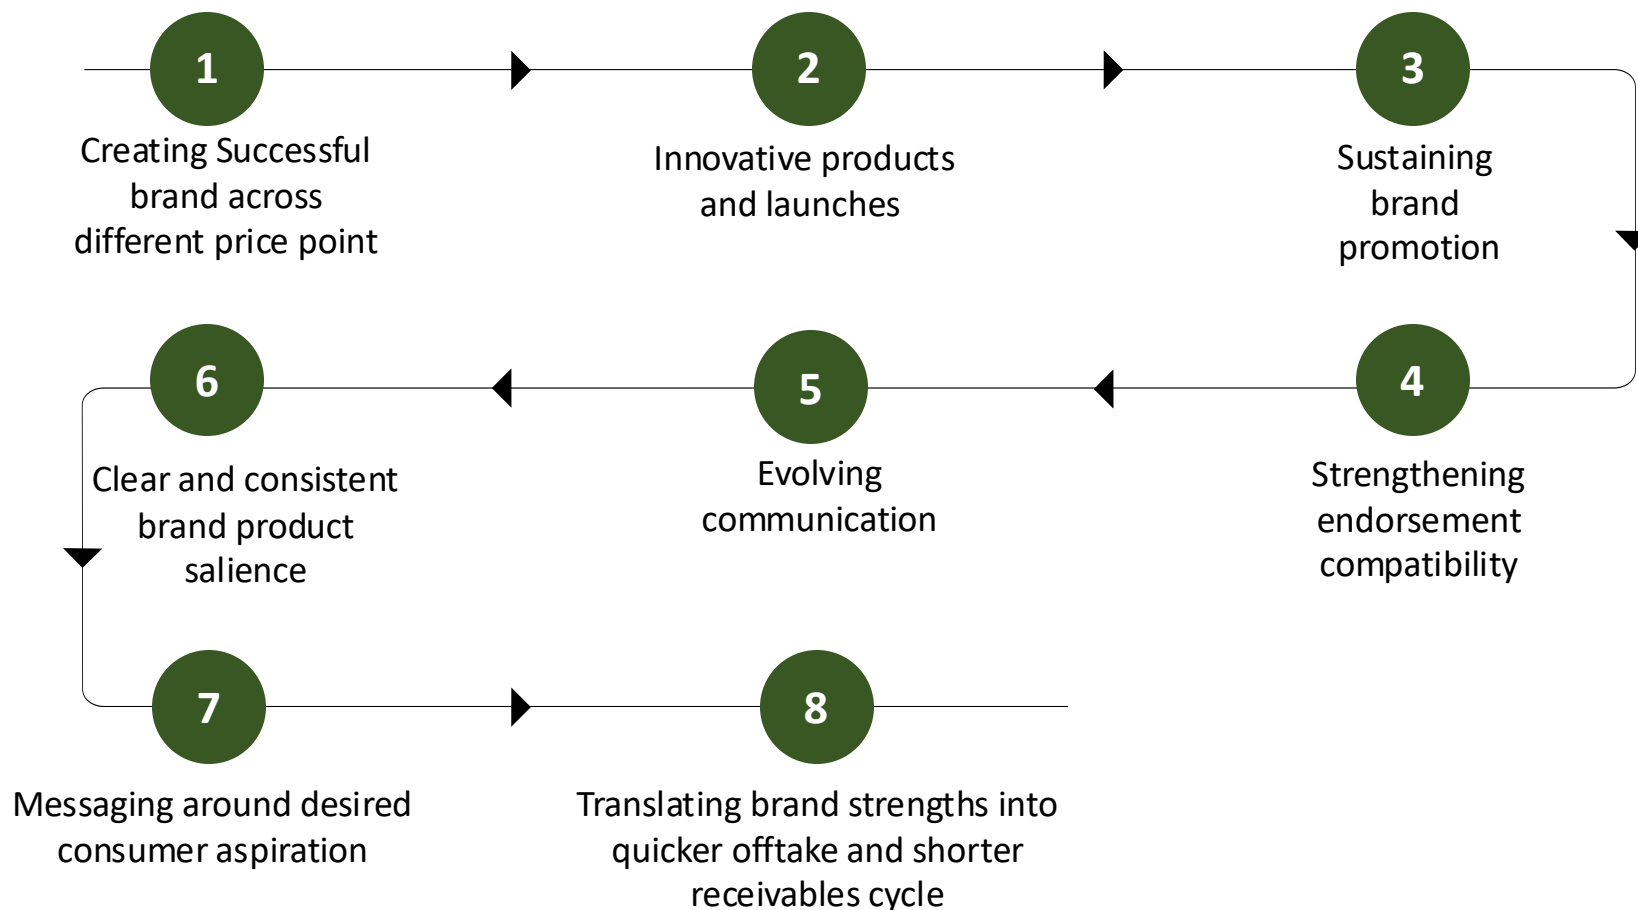 1
Creating Successful
brand across
different price point
2
Innovative products
and launches
3
Sustaining
brand
promotion
4
Strengthening
endorsement
compatibility
5
Evolving
communication
6
Clear and consistent
brand product
salience
7
Messaging around desired
consumer aspiration
8
Translating brand strengths into
quicker offtake and shorter
receivables cycle